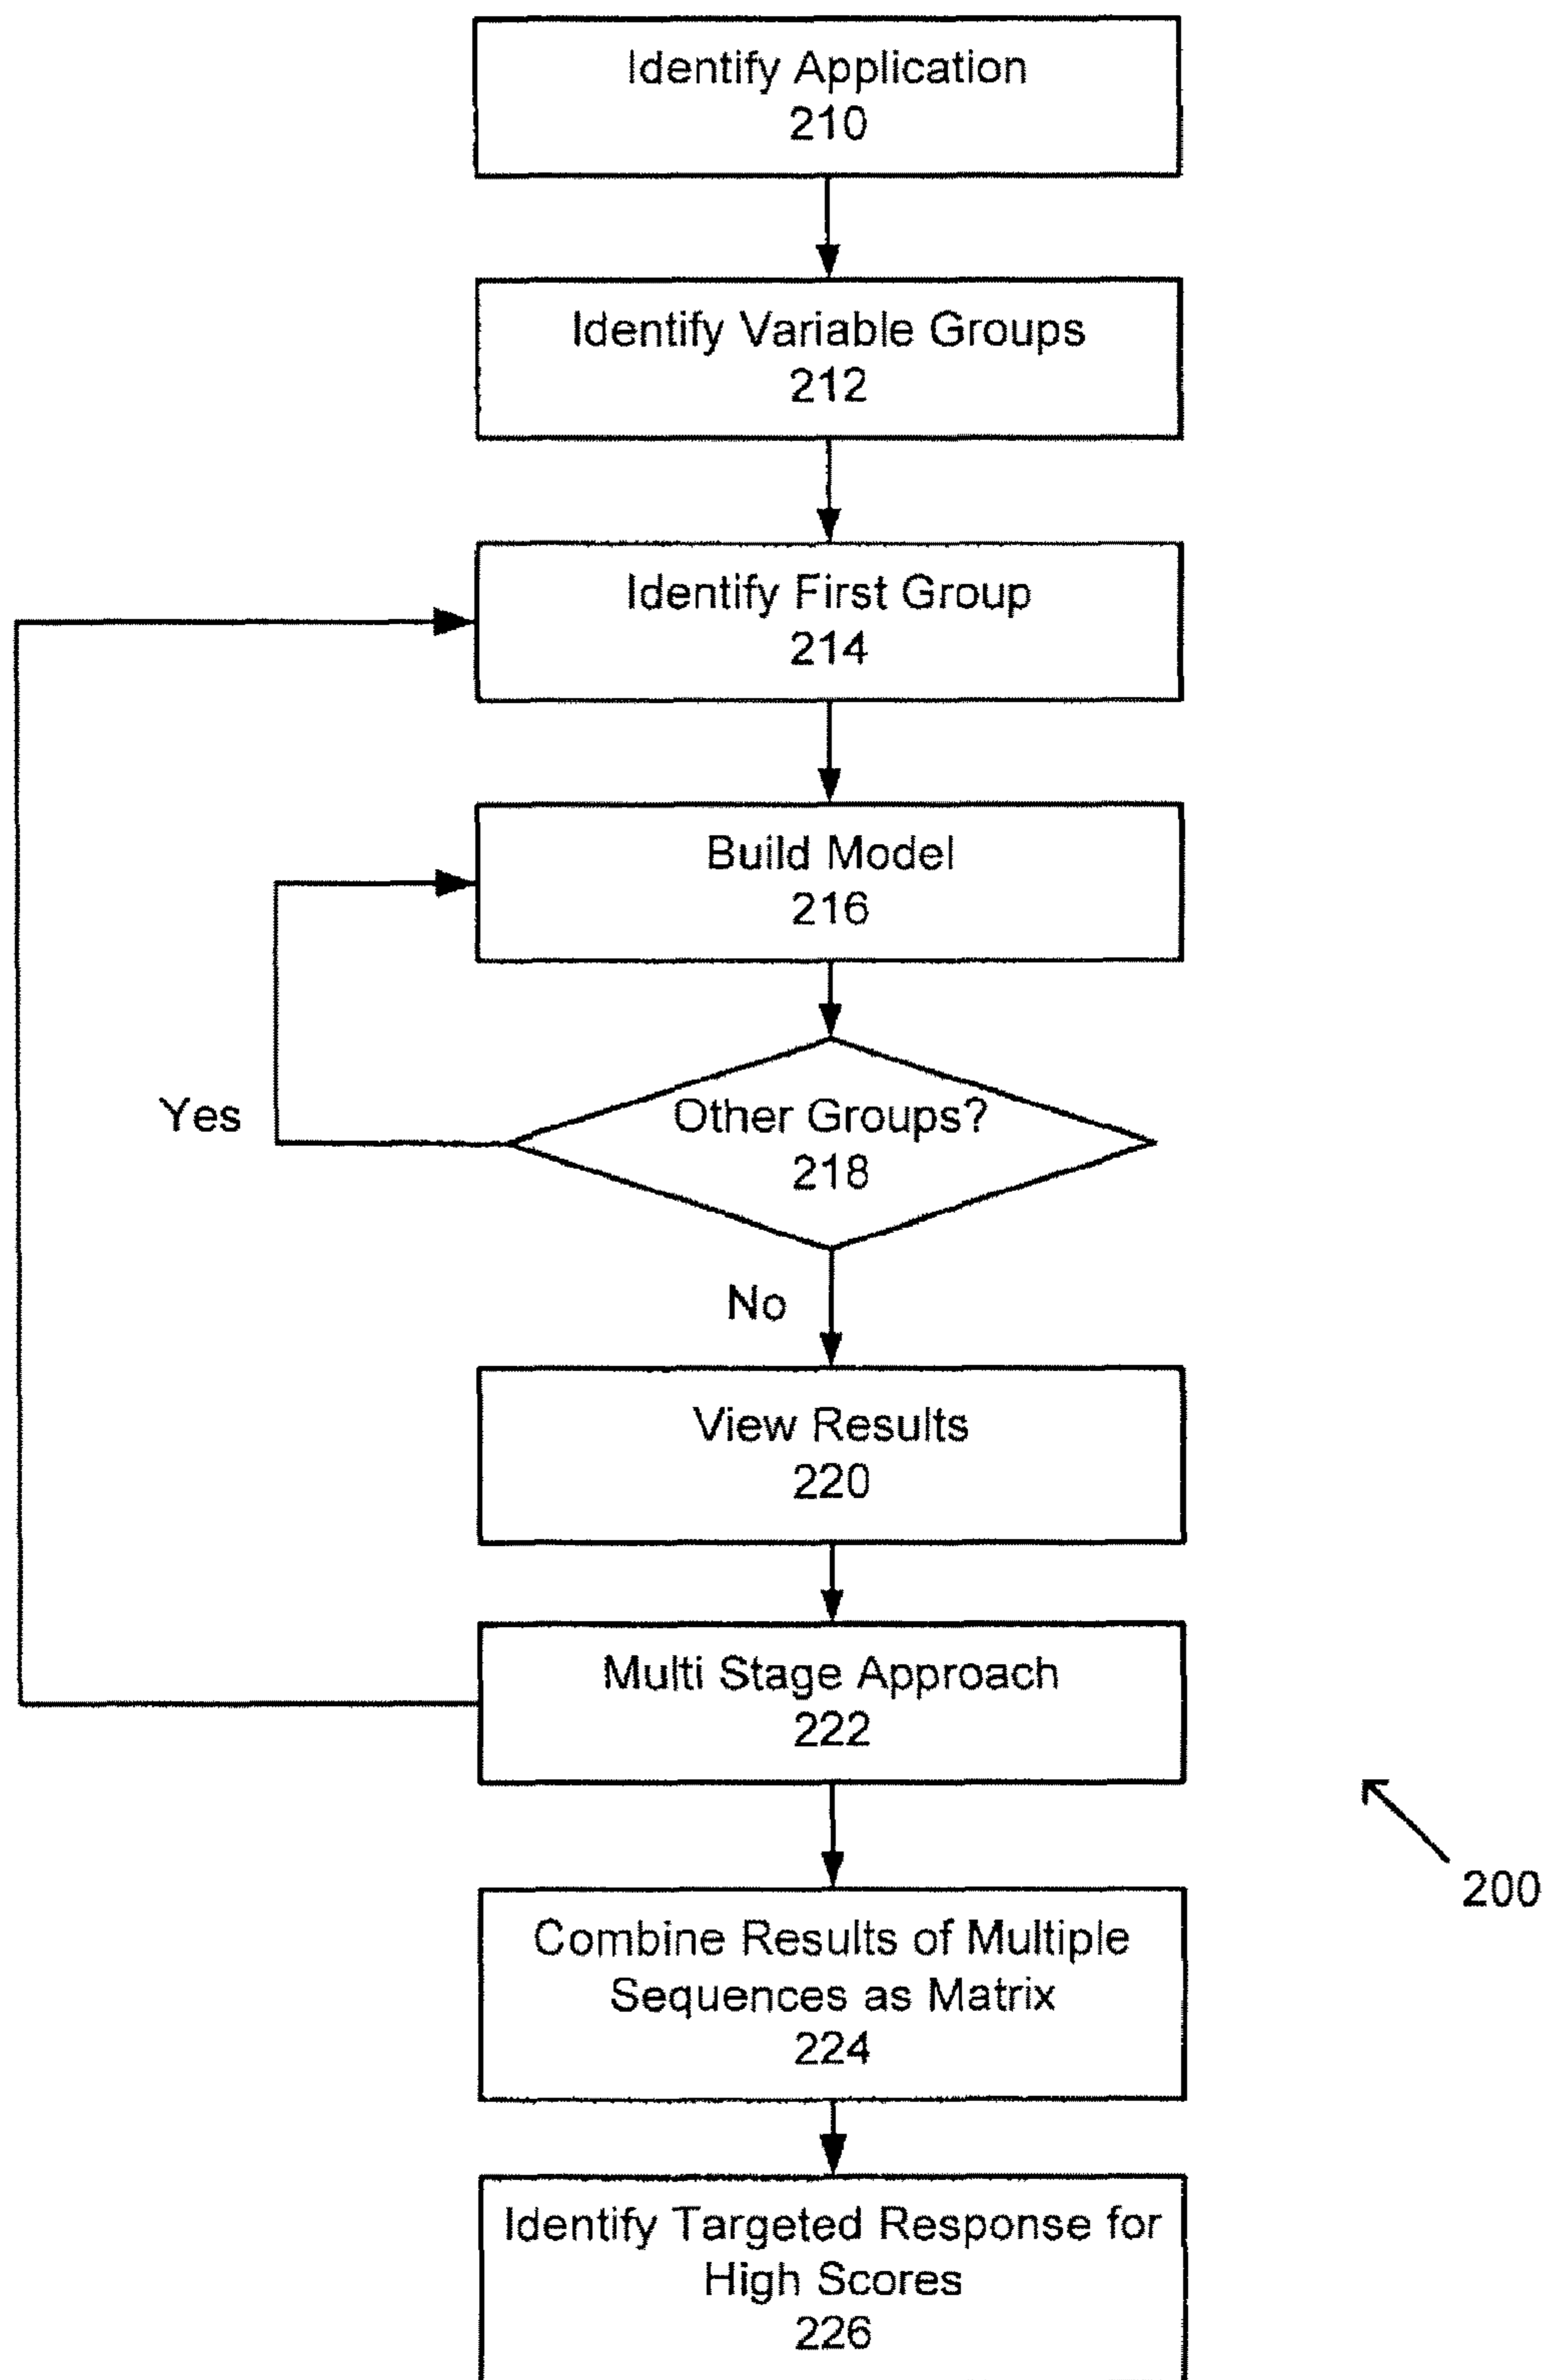 Identify Application
210
Identify Variable Groups
212
Identify First Group
214
Build Model
216
Yes
Other Groups?
218
No
View Results
220
Multi Stage Approach
222
200
Combine Results of Multiple
Sequences as Matrix
224
Identify Targeted Response for
High Scores
226